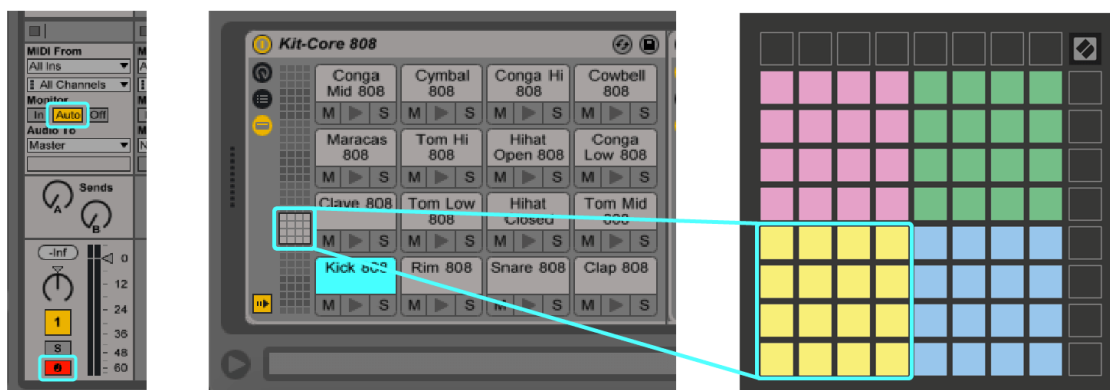 MIDI From
All Ins
All Channels
Monitor
In Auto Off
Audio To
Master
Sends
A
B
-Inf
0
12
24
36
48
60
1
S
Kit-Core 808
Conga Mid 808
Cymbal 808
Conga Hi 808
Cowbell 808
M S M S M S M S
Maracas 808
Tom Hi 808
Hihat Open 808
Conga Low 808
M S M S M S M S
Clave 808
Tom Low 808
Hihat Closed
Tom Mid 808
M S M S M S M S
Kick 808
Rim 808
Snare 808
Clap 808
M S M S M S M S